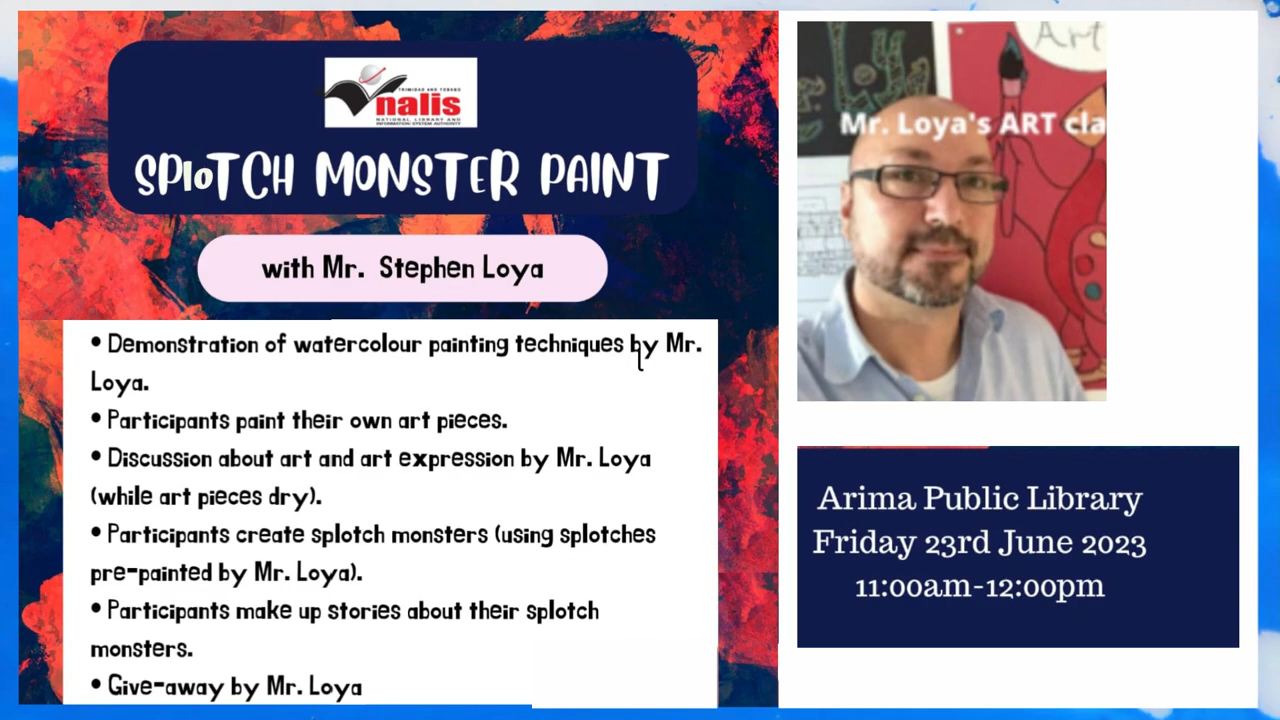 TRINIDAD AND TOBAGO
nalis
NATIONAL LIBRARY AND
INFORMATION SYSTEM AUTHORITY
SPloTCH MONSTER PAINT
with Mr. Stephen Loya
• Demonstration of watercolour painting techniques by Mr.
Loya.
• Participants paint their own art pieces.
• Discussion about art and art expression by Mr. Loya
(while art pieces dry).
• Participants create splotch monsters (using splotches
pre-painted by Mr. Loya).
• Participants make up stories about their splotch
monsters.
• Give-away by Mr. Loya
Art
Mr. Loya's ART cla
Arima Public Library
Friday 23rd June 2023
11:00am-12:00pm